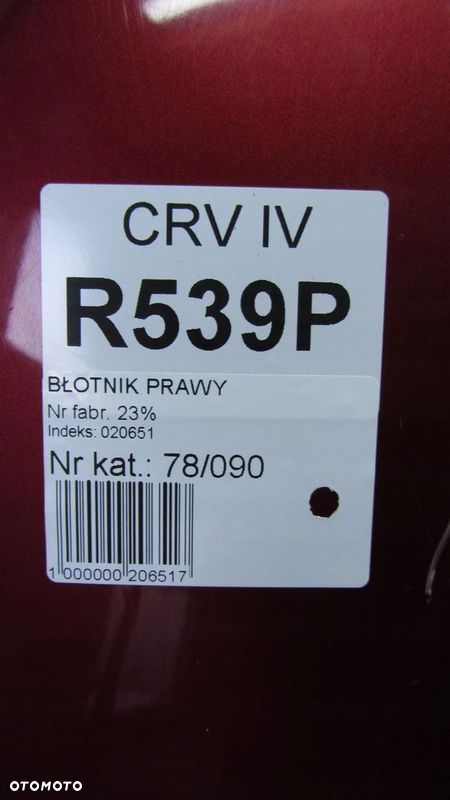 CRV IV
R539P
BŁOTNIK PRAWY
Nr fabr. 23%
Indeks: 020651
Nr kat.: 78/090
1 000000 206517
OTOMOTO